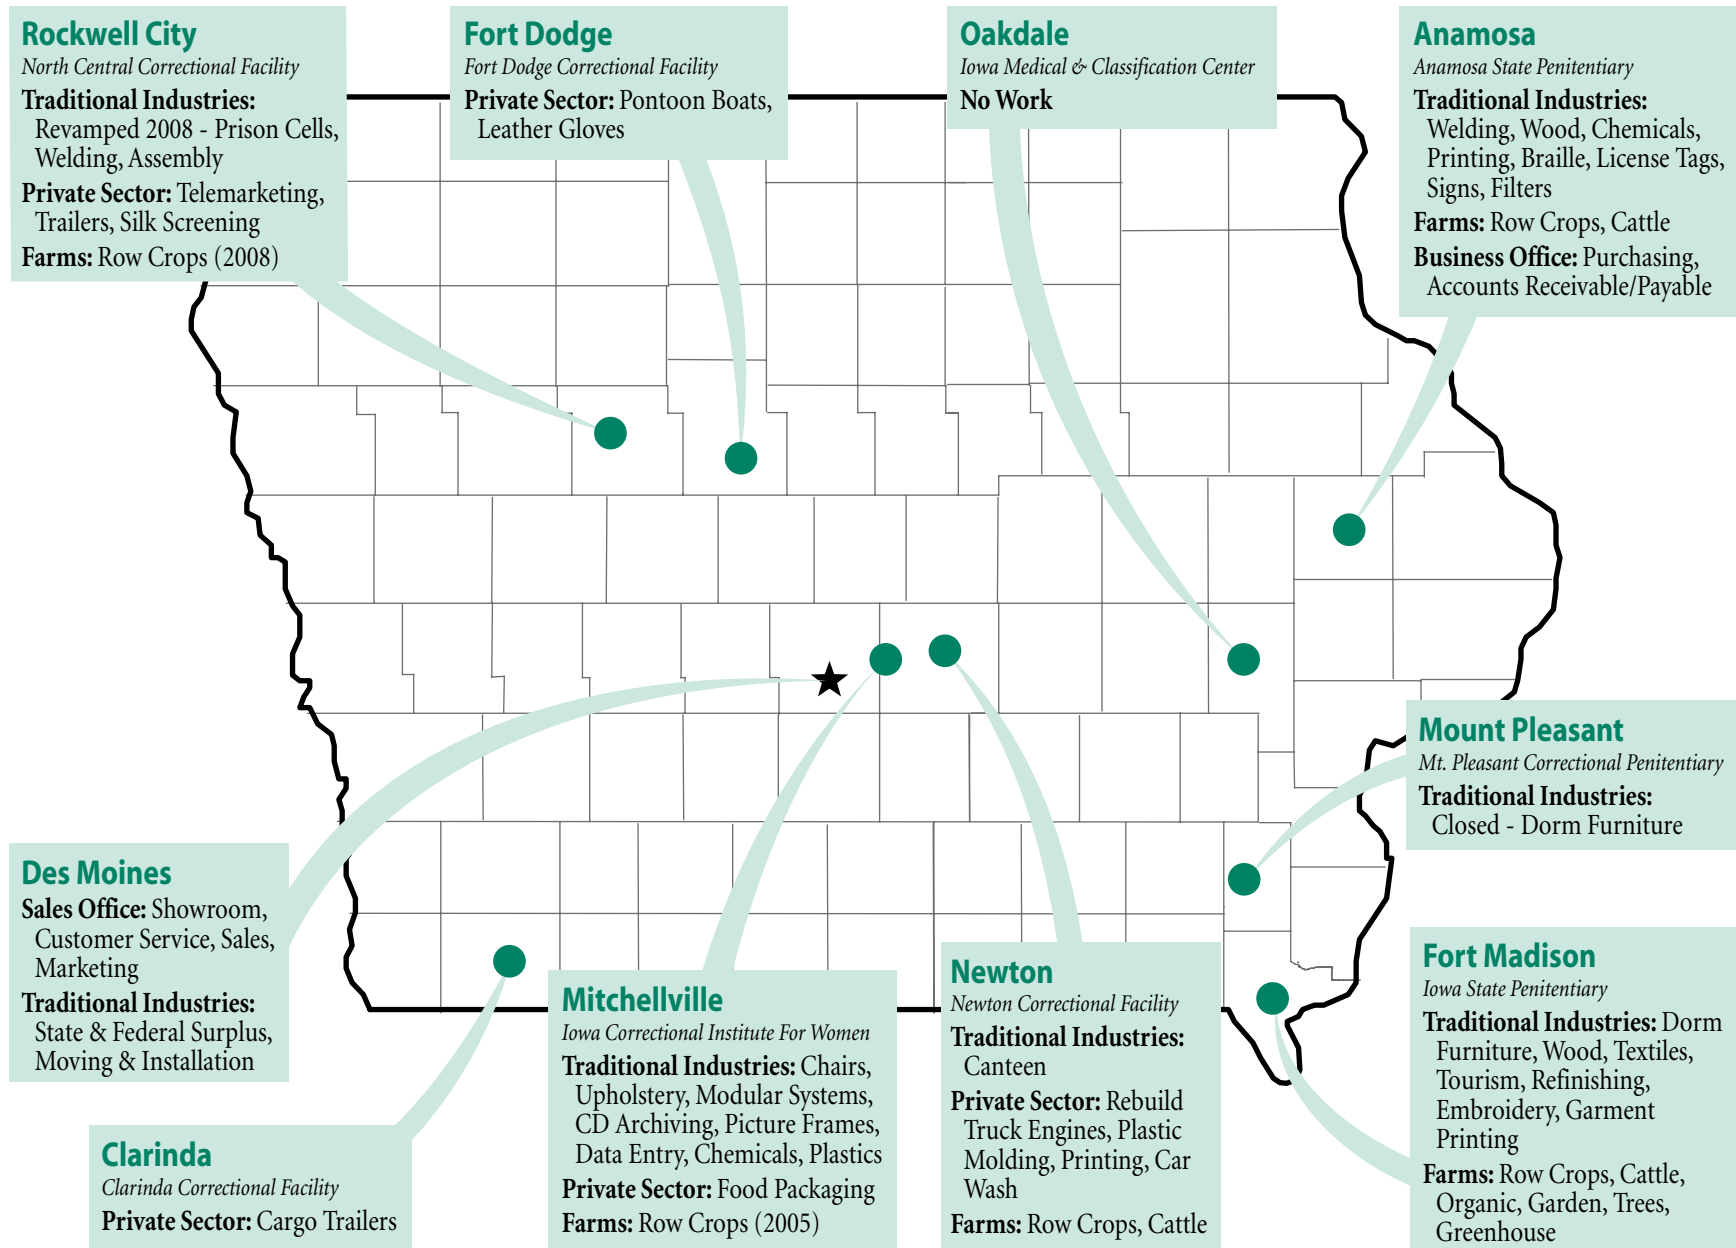 Rockwell City
North Central Correctional Facility
Traditional Industries:
Revamped 2008 - Prison Cells,
Welding, Assembly
Private Sector: Telemarketing,
Trailers, Silk Screening
Farms: Row Crops (2008)
Fort Dodge
Fort Dodge Correctional Facility
Private Sector: Pontoon Boats,
Leather Gloves
Oakdale
Iowa Medical & Classification Center
No Work
Anamosa
Anamosa State Penitentiary
Traditional Industries:
Welding, Wood, Chemicals,
Printing, Braille, License Tags,
Signs, Filters
Farms: Row Crops, Cattle
Business Office: Purchasing,
Accounts Receivable/Payable
Mount Pleasant
Mt. Pleasant Correctional Penitentiary
Traditional Industries:
Closed - Dorm Furniture
Des Moines
Sales Office: Showroom,
Customer Service, Sales,
Marketing
Traditional Industries:
State & Federal Surplus,
Moving & Installation
Clarinda
Clarinda Correctional Facility
Private Sector: Cargo Trailers
Mitchellville
Iowa Correctional Institute For Women
Traditional Industries: Chairs,
Upholstery, Modular Systems,
CD Archiving, Picture Frames,
Data Entry, Chemicals, Plastics
Private Sector: Food Packaging
Farms: Row Crops (2005)
Newton
Newton Correctional Facility
Traditional Industries:
Canteen
Private Sector: Rebuild
Truck Engines, Plastic
Molding, Printing, Car
Wash
Farms: Row Crops, Cattle
Fort Madison
Iowa State Penitentiary
Traditional Industries: Dorm
Furniture, Wood, Textiles,
Tourism, Refinishing,
Embroidery, Garment
Printing
Farms: Row Crops, Cattle,
Organic, Garden, Trees,
Greenhouse